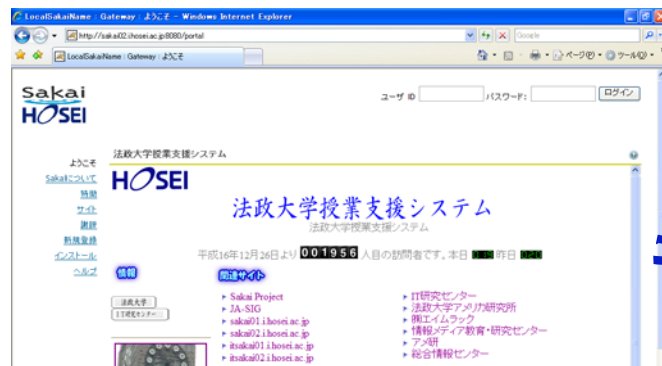 LocalSakaiName : Gateway : ようこそ - Windows Internet Explorer
http://sakai02.i.hosei.ac.jp:8080/portal
Google
LocalSakaiName : Gateway : ようこそ
ページ(P)
ツール(O)
Sakai
HOSEI
ユーザ ID
パスワード:
ログイン
法政大学授業支援システム
ようこそ
Sakaiについて
特徴
サイト
新規登録
インストール
ヘルプ
HOSEI
法政大学授業支援システム
法政大学授業支援システム
平成16年12月26日より 001956 人目の訪問者です。本日 昨日
情報
法政大学
IT研究センター
関連サイト
Sakai Project
JA-SIG
sakai01.i.hosei.ac.jp
sakai02.i.hosei.ac.jp
itsakai01.i.hosei.ac.jp
itsakai02.i.hosei.ac.jp
IT研究センター
法政大学アメリカ研究所
㈱エイムラック
情報メディア教育・研究センター
アメ研
総合情報センター